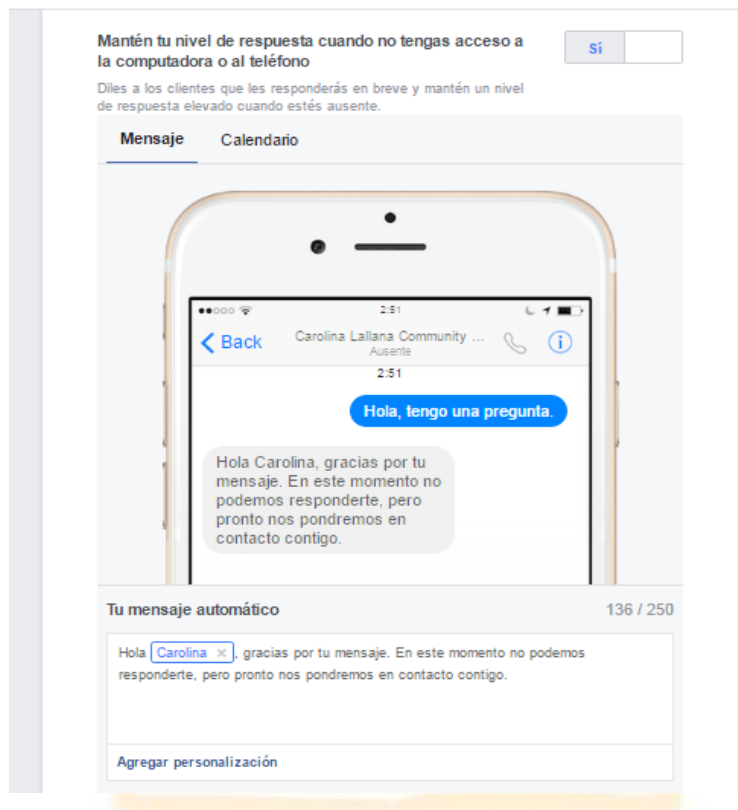 Mantén tu nivel de respuesta cuando no tengas acceso a
la computadora o al teléfono
Sí
Diles a los clientes que les responderás en breve y mantén un nivel
de respuesta elevado cuando estés ausente.
Mensaje
Calendario
2:51
Back
Carolina Lallana Community ...
Ausente
2:51
Hola, tengo una pregunta.
Hola Carolina, gracias por tu
mensaje. En este momento no
podemos responderte, pero
pronto nos pondremos en
contacto contigo.
Tu mensaje automático
136 / 250
Hola Carolina ×, gracias por tu mensaje. En este momento no podemos
responderte, pero pronto nos pondremos en contacto contigo.
Agregar personalización